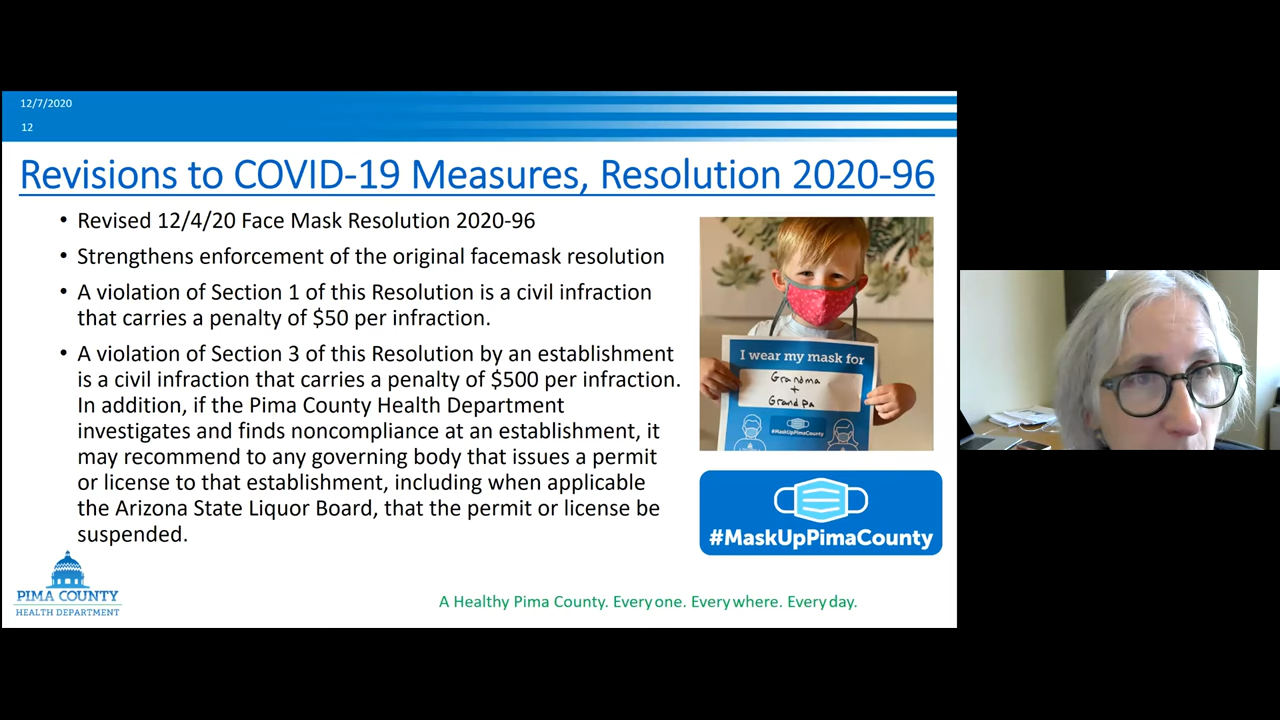 12/7/2020
12
Revisions to COVID-19 Measures, Resolution 2020-96
• Revised 12/4/20 Face Mask Resolution 2020-96
• Strengthens enforcement of the original facemask resolution
• A violation of Section 1 of this Resolution is a civil infraction
that carries a penalty of $50 per infraction.
• A violation of Section 3 of this Resolution by an establishment
is a civil infraction that carries a penalty of $500 per infraction.
In addition, if the Pima County Health Department
investigates and finds noncompliance at an establishment, it
may recommend to any governing body that issues a permit
or license to that establishment, including when applicable
the Arizona State Liquor Board, that the permit or license be
suspended.
I wear my mask for
Grandma
+
Grandpa
#MaskUpPimaCounty
#MaskUpPimaCounty
PIMA COUNTY
HEALTH DEPARTMENT
A Healthy Pima County. Every one. Every where. Every day.